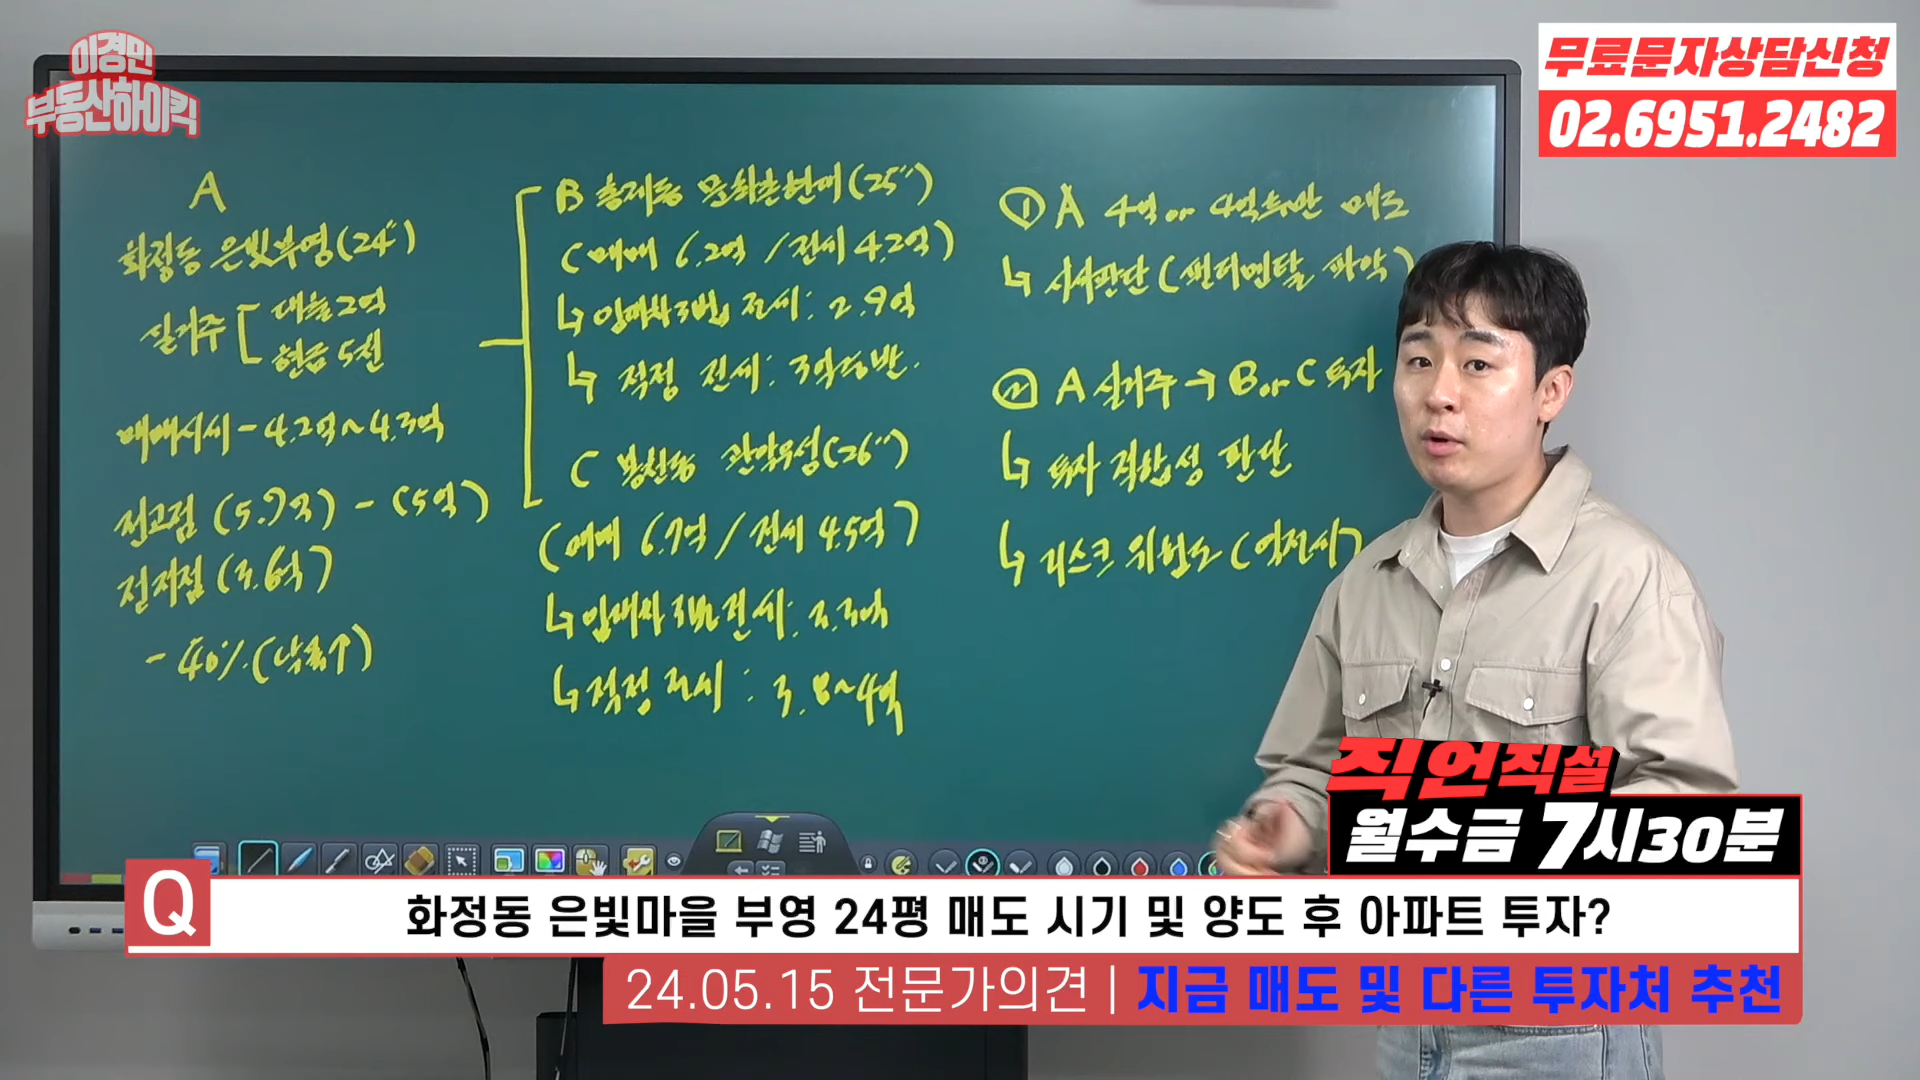 이경민
부동산하이킥
무료문자상담신청
02.6951.2482
A
화정동 은빛부영(24")
실거주
대출2억
현금 5천
매매시세 - 4.2억~4.3억
전고점 (5.7억) - (5억)
전저점 (3.6억)
- 40% (낙폭↑)
B 홍제동 문화촌현대(25")
(매매 6.2억 / 전세 4.2억)
↳ 임대차3법 전세: 2.9억
↳ 적정 전세: 3억중반.
C 봉천동 관악우성(26")
(매매 6.7억 / 전세 4.5억)
↳ 임대차3법 전세: 3.3억
↳ 적정 전세: 3.8~4억
① A 4억 or 4억초반 매도
↳ 시세판단 (센티멘탈 파악)
② A 실거주 → B or C 투자
↳ 투자 적합성 판단
↳ 리스크 위험도 (역전세)
직언직설
월수금 7시30분
Q
화정동 은빛마을 부영 24평 매도 시기 및 양도 후 아파트 투자?
24.05.15 전문가의견 | 지금 매도 및 다른 투자처 추천